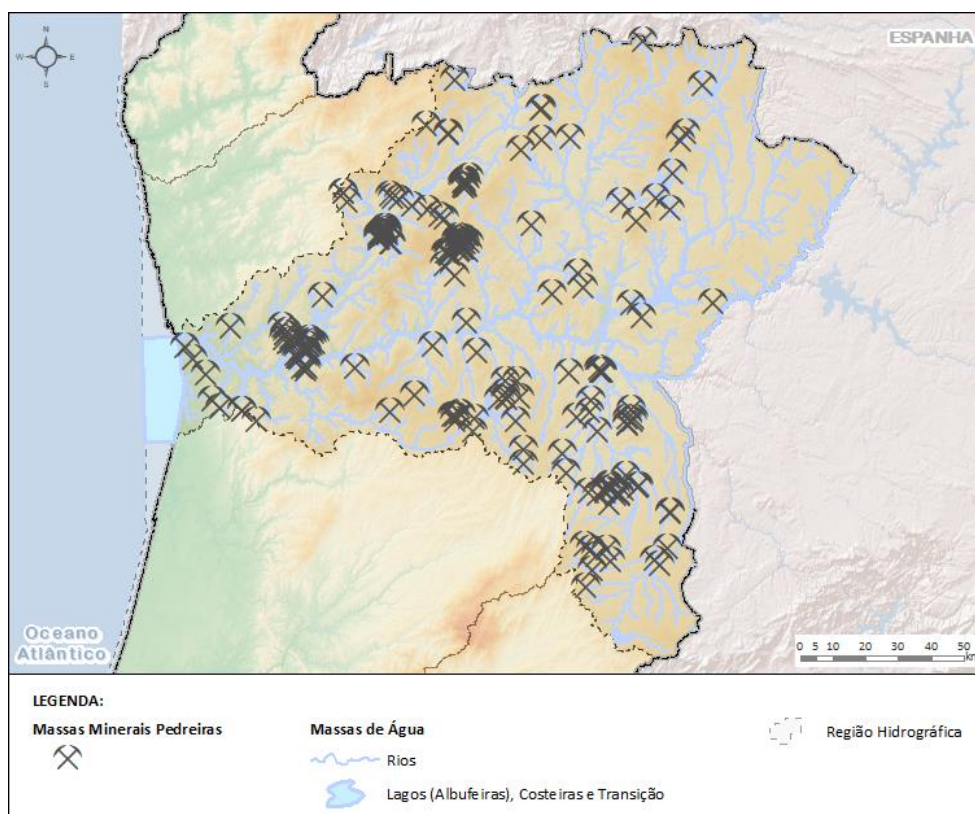 N
W E
S
ESPANHA
Oceano
Atlântico
0 5 10 20 30 40 50
km
LEGENDA:
Massas Minerais Pedreiras
Massas de Água
Rios
Lagos (Albufeiras), Costeiras e Transição
Região Hidrográfica